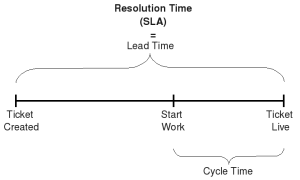 Resolution Time
(SLA)
=
Lead Time
Ticket
Created
Start
Work
Ticket
Live
Cycle Time